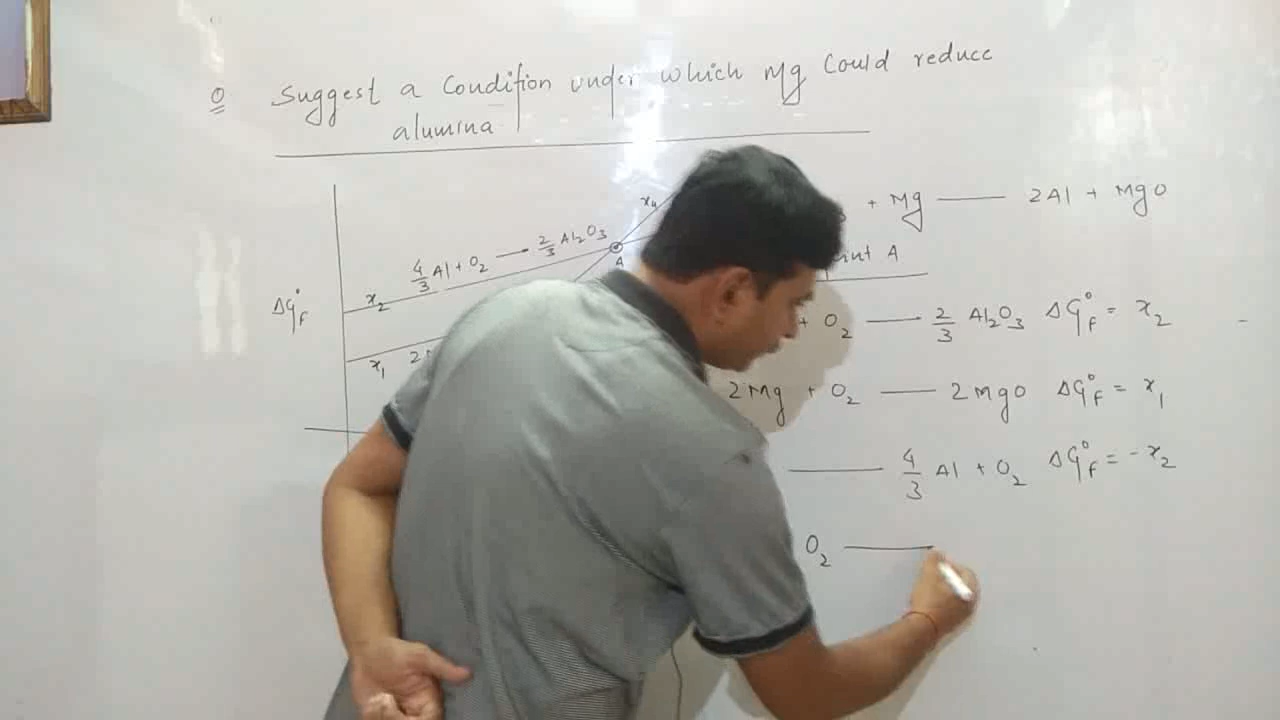 Q Suggest a Condition under which Mg Could reduce
alumina
+ Mg —— 2Al + MgO
x4
4/3 Al + O2 —— 2/3 Al2O3
A
int A
ΔG°F
x2
+ O2 —— 2/3 Al2O3 ΔG°F = x2
x1 2
2Mg + O2 —— 2MgO ΔG°F = x1
—— 4/3 Al + O2 ΔG°F = -x2
O2 ——